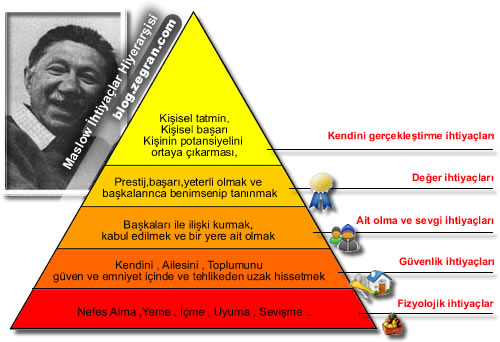 Maslow İhtiyaçlar Hiyerarşisi
blog.zegran.com
Kişisel tatmin,
Kişisel başarı
Kişinin potansiyelini
ortaya çıkarması,
Kendini gerçekleştirme ihtiyaçları
Prestij,başarı,yeterli olmak ve
başkalarınca benimsenip tanınmak
Değer ihtiyaçları
Başkaları ile ilişki kurmak,
kabul edilmek ve bir yere ait olmak
Ait olma ve sevgi ihtiyaçları
Kendini , Ailesini , Toplumunu
güven ve emniyet içinde ve tehlikeden uzak hissetmek
Güvenlik ihtiyaçları
Nefes Alma ,Yeme , İçme , Uyuma , Sevişme ..
Fizyolojik ihtiyaçlar